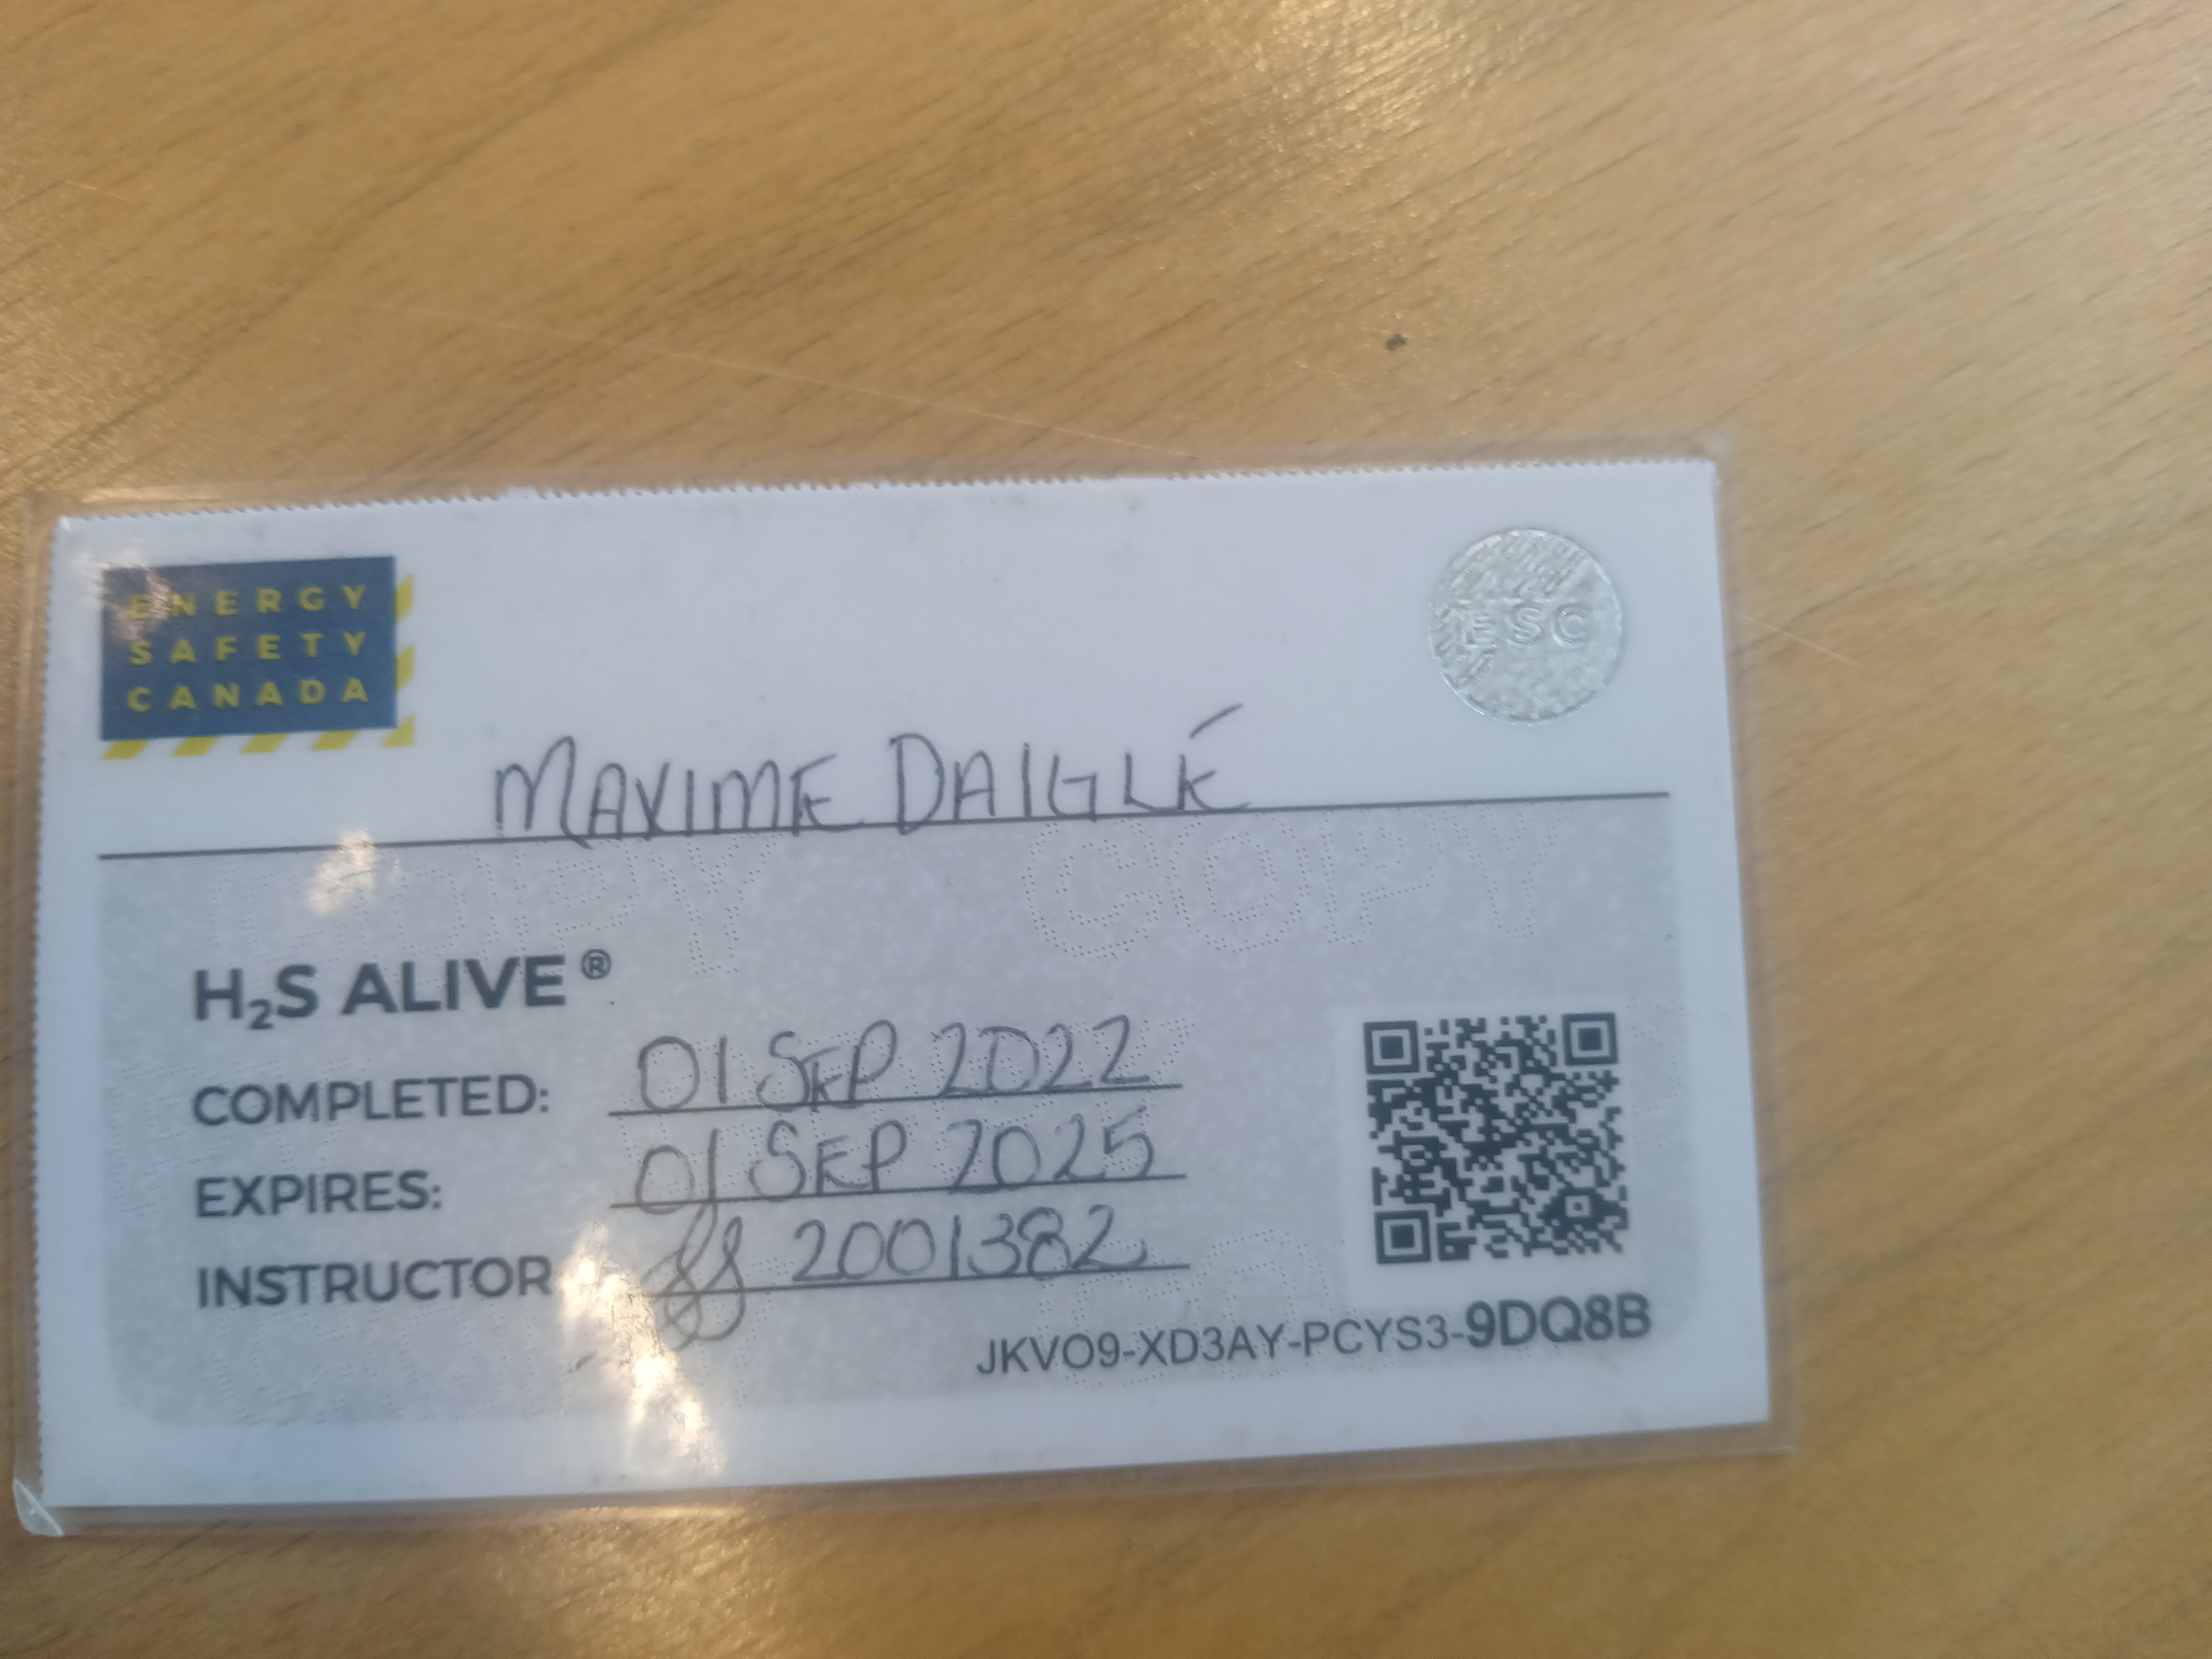 ENERGY
SAFETY
CANADA
ESC
MAXIME DAIGLÉ
COPY COPY
H₂S ALIVE®
COMPLETED: 01 SEP 2022
EXPIRES: 01 SEP 2025
INSTRUCTOR 2001382
JKVO9-XD3AY-PCYS3-9DQ8B